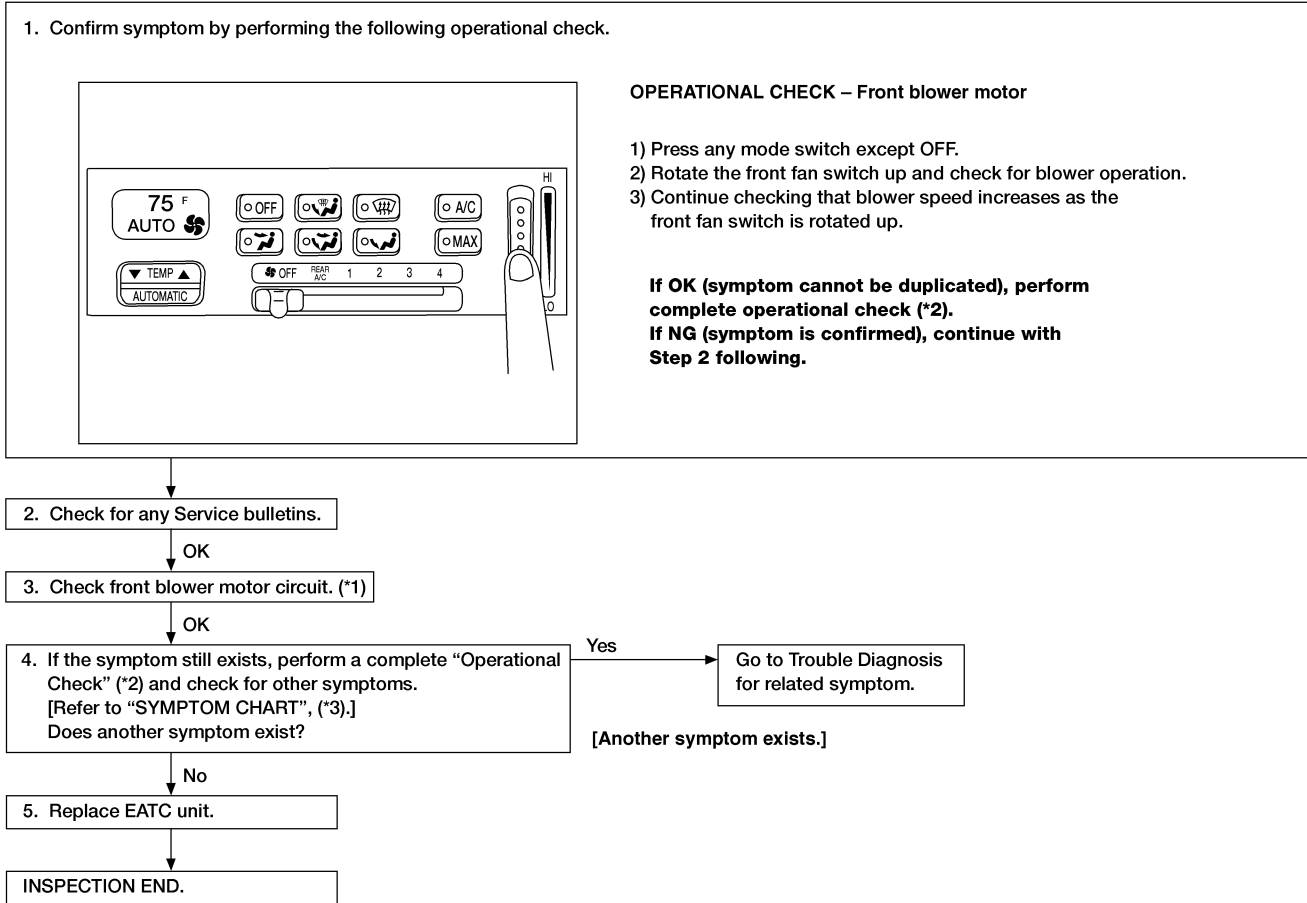 1. Confirm symptom by performing the following operational check.
OPERATIONAL CHECK – Front blower motor
1) Press any mode switch except OFF.
2) Rotate the front fan switch up and check for blower operation.
3) Continue checking that blower speed increases as the
front fan switch is rotated up.
If OK (symptom cannot be duplicated), perform
complete operational check (*2).
If NG (symptom is confirmed), continue with
Step 2 following.
75 F
AUTO
OFF
A/C
MAX
HI
LO
TEMP
AUTOMATIC
OFF REAR A/C 1 2 3 4
2. Check for any Service bulletins.
OK
3. Check front blower motor circuit. (*1)
OK
4. If the symptom still exists, perform a complete “Operational
Check” (*2) and check for other symptoms.
[Refer to “SYMPTOM CHART”, (*3).]
Does another symptom exist?
Yes
Go to Trouble Diagnosis
for related symptom.
[Another symptom exists.]
No
5. Replace EATC unit.
INSPECTION END.